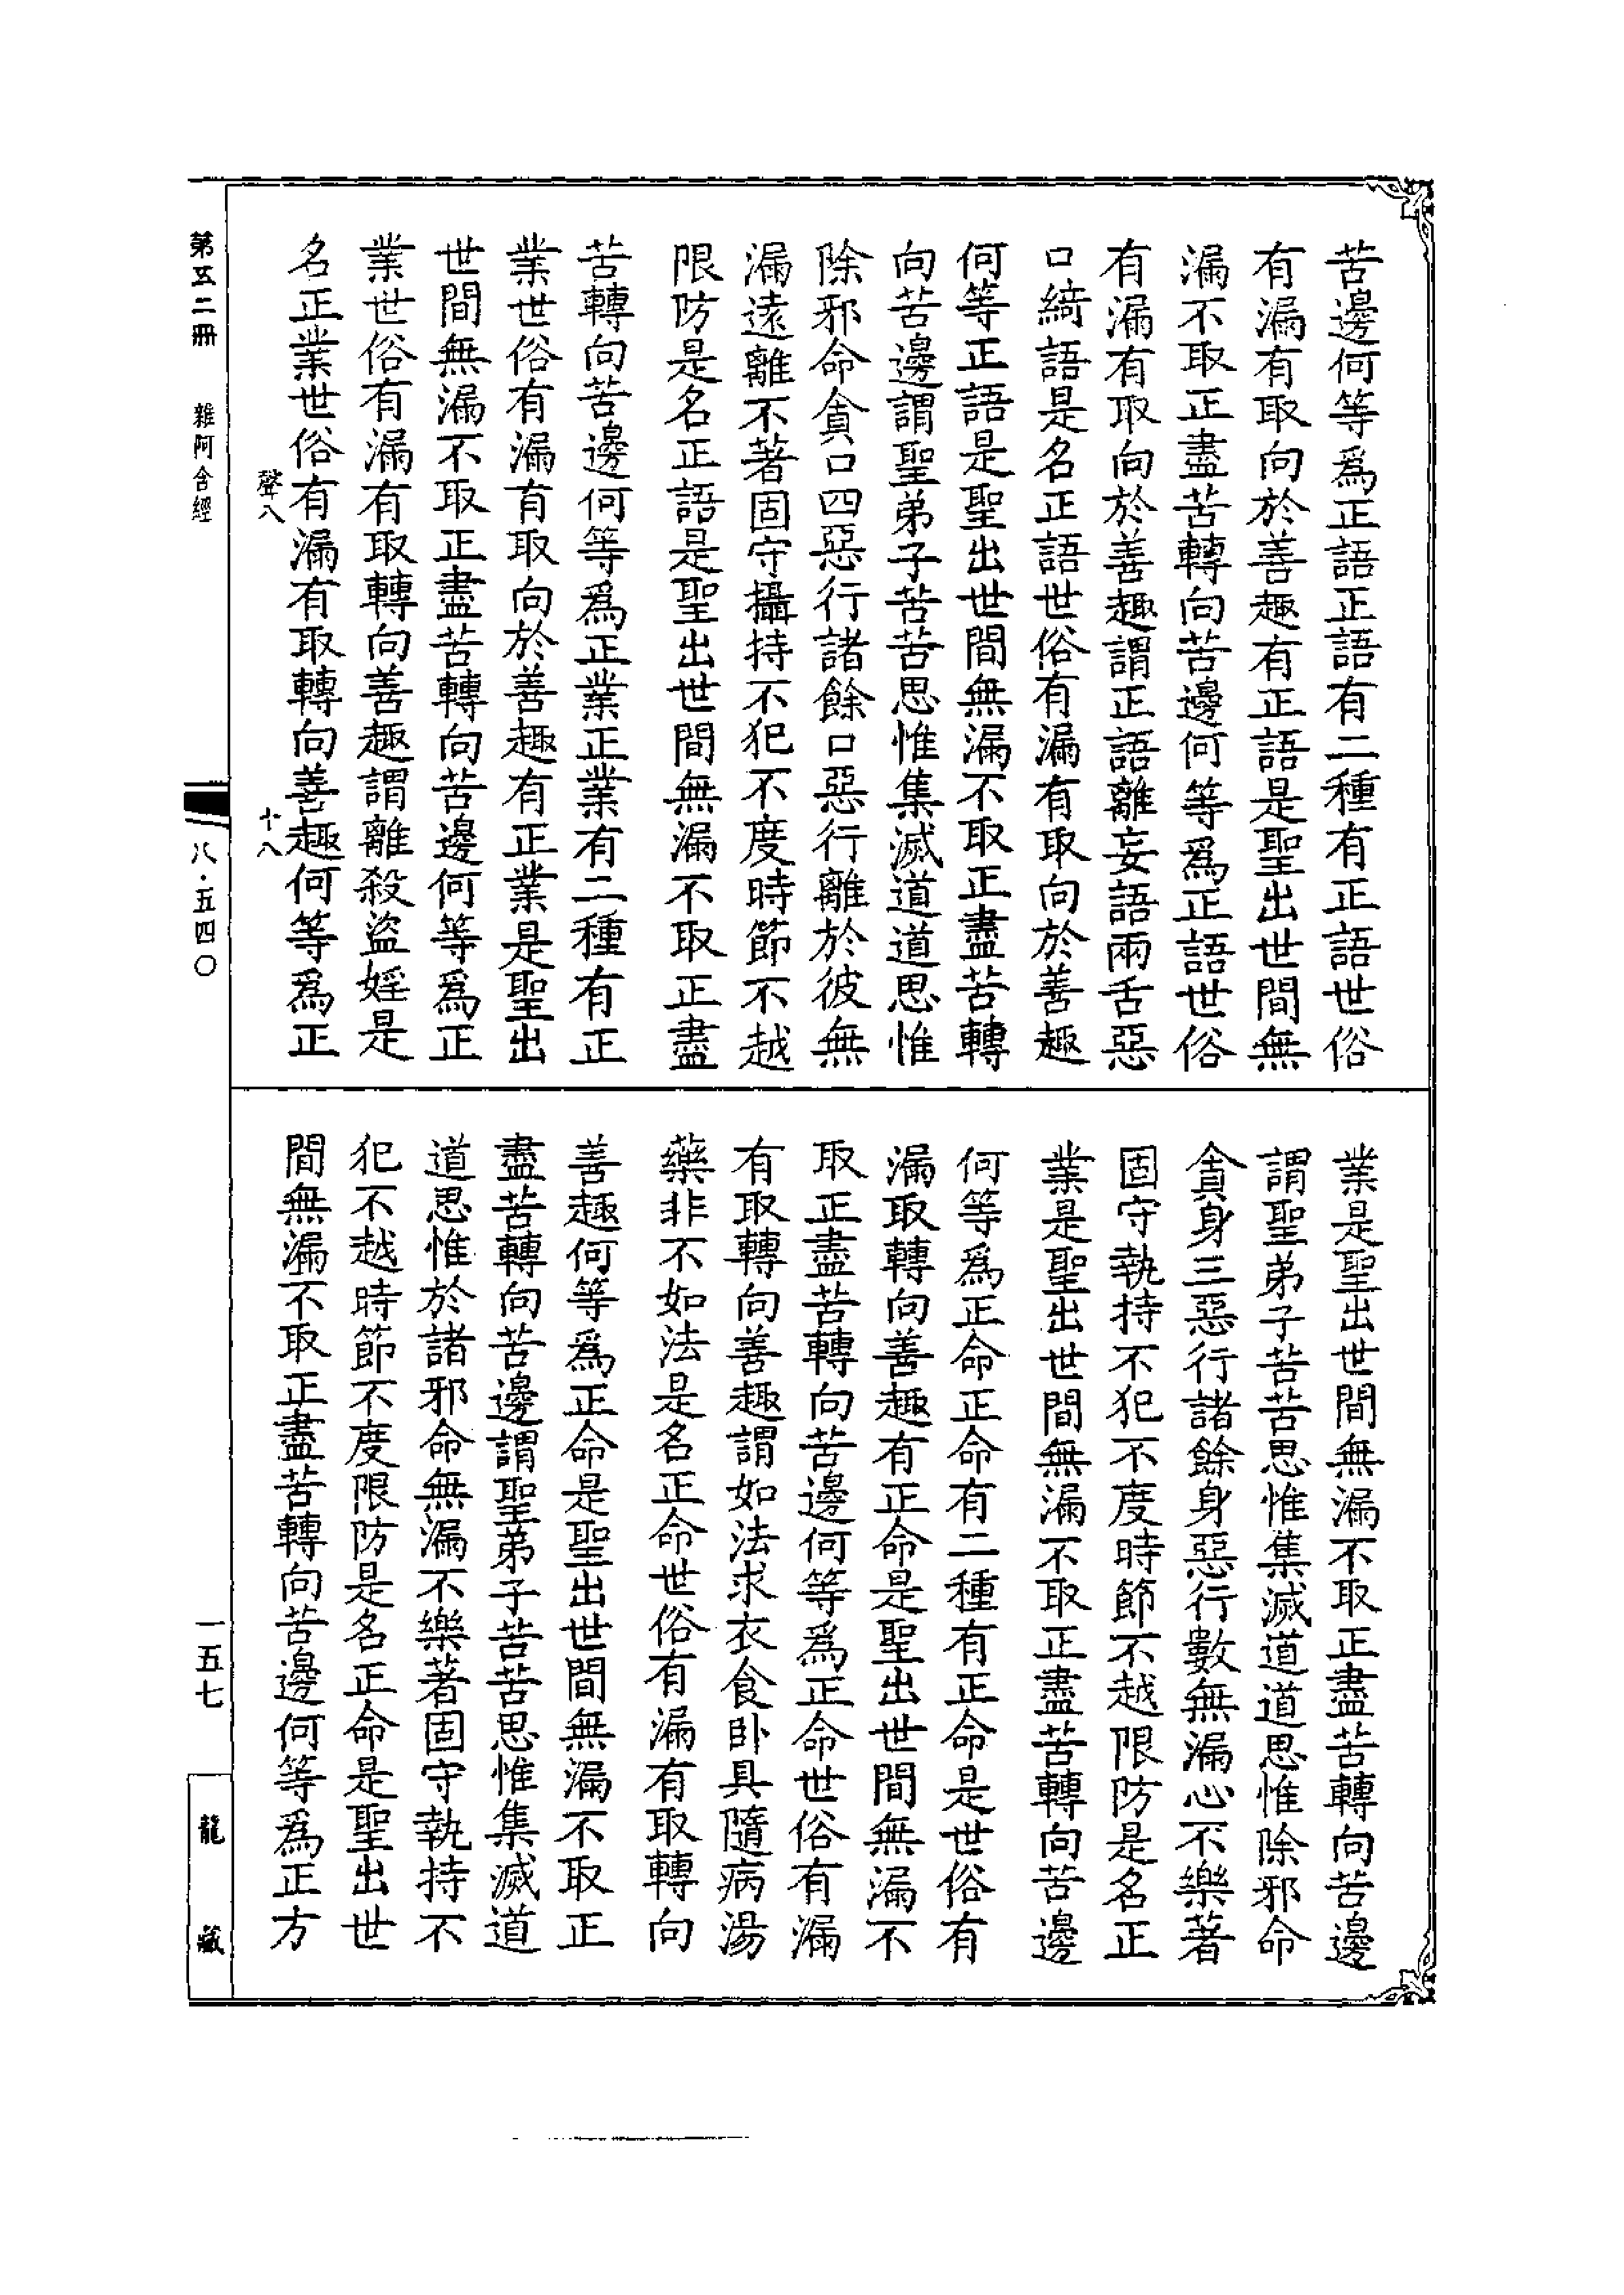 苦邊何等爲正語正語有二種有正語世俗
有漏有取向於善趣有正語是聖出世間無
漏不取正盡苦轉向苦邊何等爲正語世俗
有漏有取向於善趣謂正語離妄語兩舌惡
口綺語是名正語世俗有漏有取向於善趣
何等正語是聖出世間無漏不取正盡苦轉
向苦邊謂聖弟子苦苦思惟集滅道道思惟
除邪命貪口四惡行諸餘口惡行離於彼無
漏遠離不著固守攝持不犯不度時節不越
限防是名正語是聖出世間無漏不取正盡
苦轉向苦邊何等爲正業正業有二種有正
業世俗有漏有取向於善趣有正業是聖出
世間無漏不取正盡苦轉向苦邊何等爲正
業世俗有漏有取轉向善趣謂離殺盜婬是
名正業世俗有漏有取轉向善趣何等爲正
聲八 十八
業是聖出世間無漏不取正盡苦轉向苦邊
謂聖弟子苦苦思惟集滅道道思惟除邪命
貪身三惡行諸餘身惡行數無漏心不樂著
固守執持不犯不度時節不越限防是名正
業是聖出世間無漏不取正盡苦轉向苦邊
何等爲正命正命有二種有正命是世俗有
漏取轉向善趣有正命是聖出世間無漏不
取正盡苦轉向苦邊何等爲正命世俗有漏
有取轉向善趣謂如法求衣食卧具隨病湯
藥非不如法是名正命世俗有漏有取轉向
善趣何等爲正命是聖出世間無漏不取正
盡苦轉向苦邊謂聖弟子苦苦思惟集滅道
道思惟於諸邪命無漏不樂著固守執持不
犯不越時節不度限防是名正命是聖出世
間無漏不取正盡苦轉向苦邊何等爲正方
第五二冊 雜阿含經 八·五四〇 一五七 龍藏